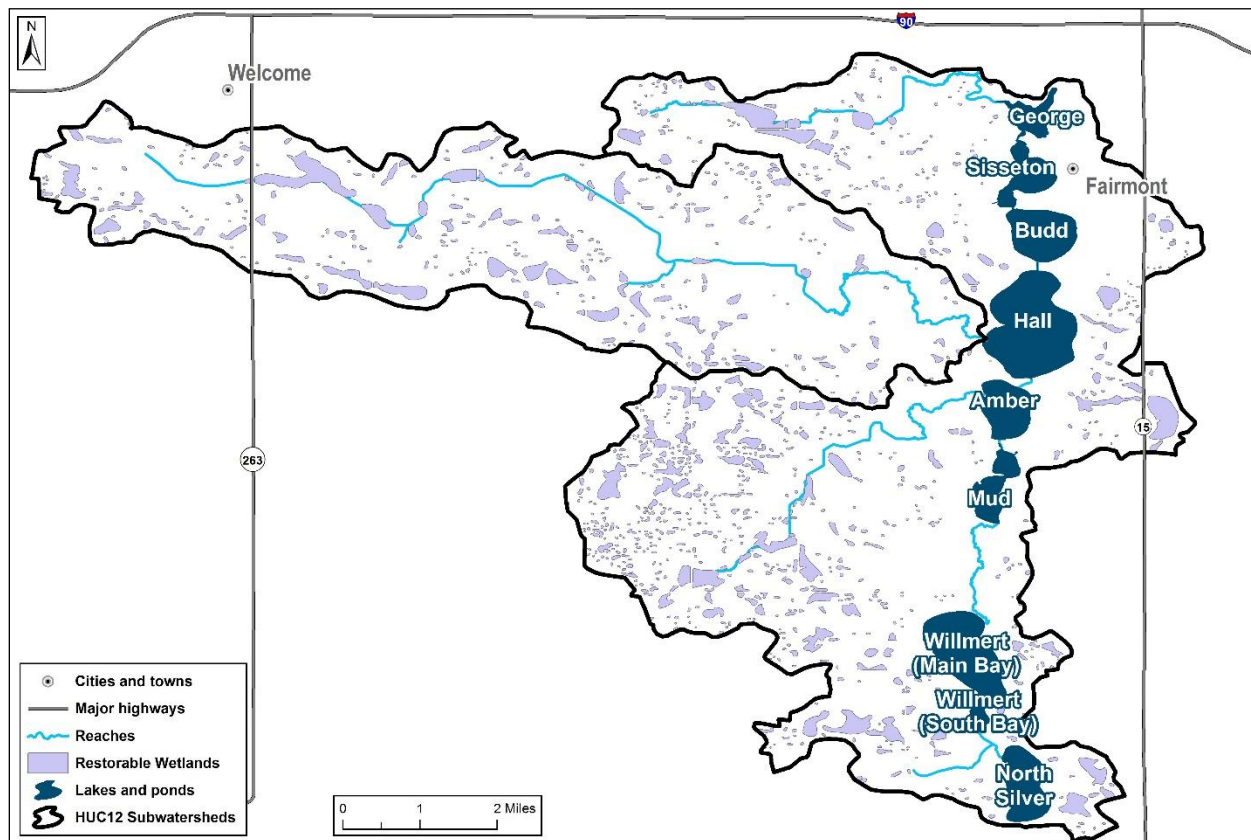 N
90
Welcome
George
Sisseton
Fairmont
Budd
Hall
Amber
15
263
Mud
Willmert
(Main Bay)
Willmert
(South Bay)
North
Silver
Cities and towns
Major highways
Reaches
Restorable Wetlands
Lakes and ponds
HUC12 Subwatersheds
0 1 2 Miles